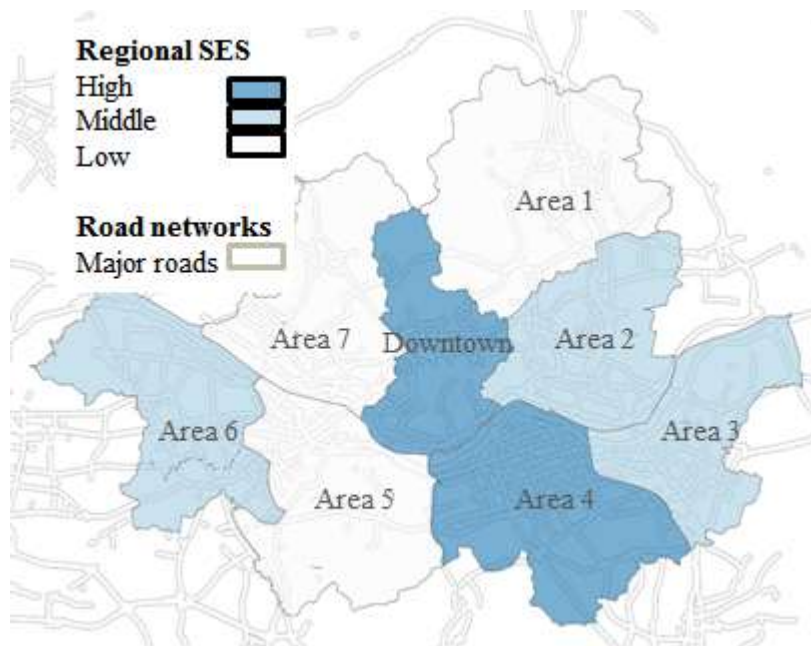 Regional SES
High
Middle
Low
Road networks
Major roads
Area 1
Area 7
Downtown
Area 2
Area 6
Area 3
Area 5
Area 4